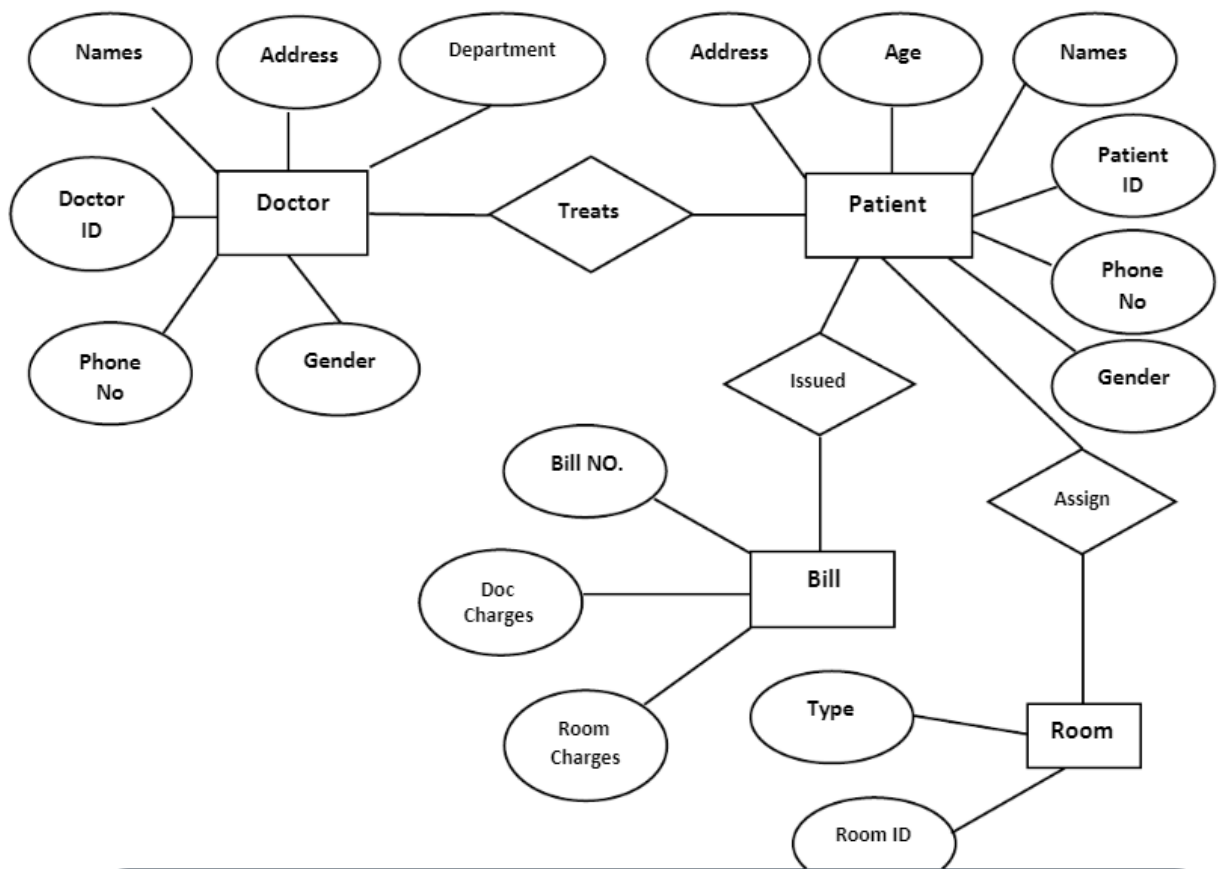 Names
Address
Department
Address
Age
Names
Doctor
ID
Doctor
Treats
Patient
Patient
ID
Phone
No
Phone
No
Gender
Issued
Gender
Bill NO.
Assign
Doc
Charges
Bill
Room
Charges
Type
Room
Room ID